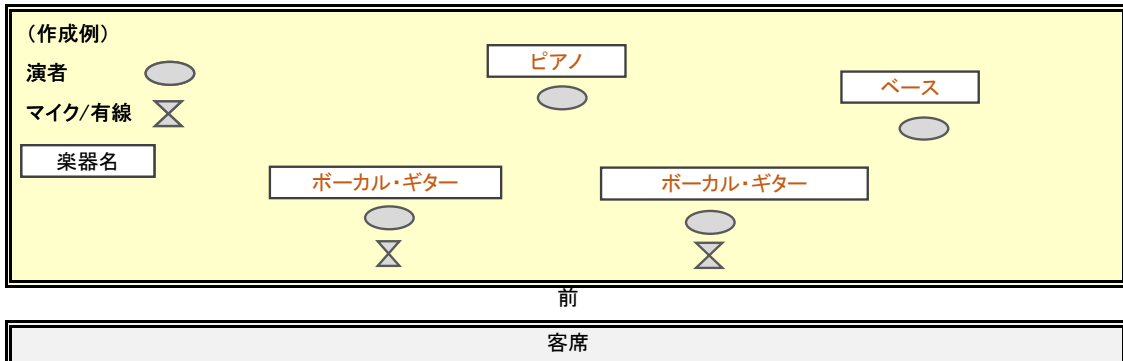 (作成例)
演者
マイク/有線
楽器名
ピアノ
ベース
ボーカル・ギター
ボーカル・ギター
前
客席